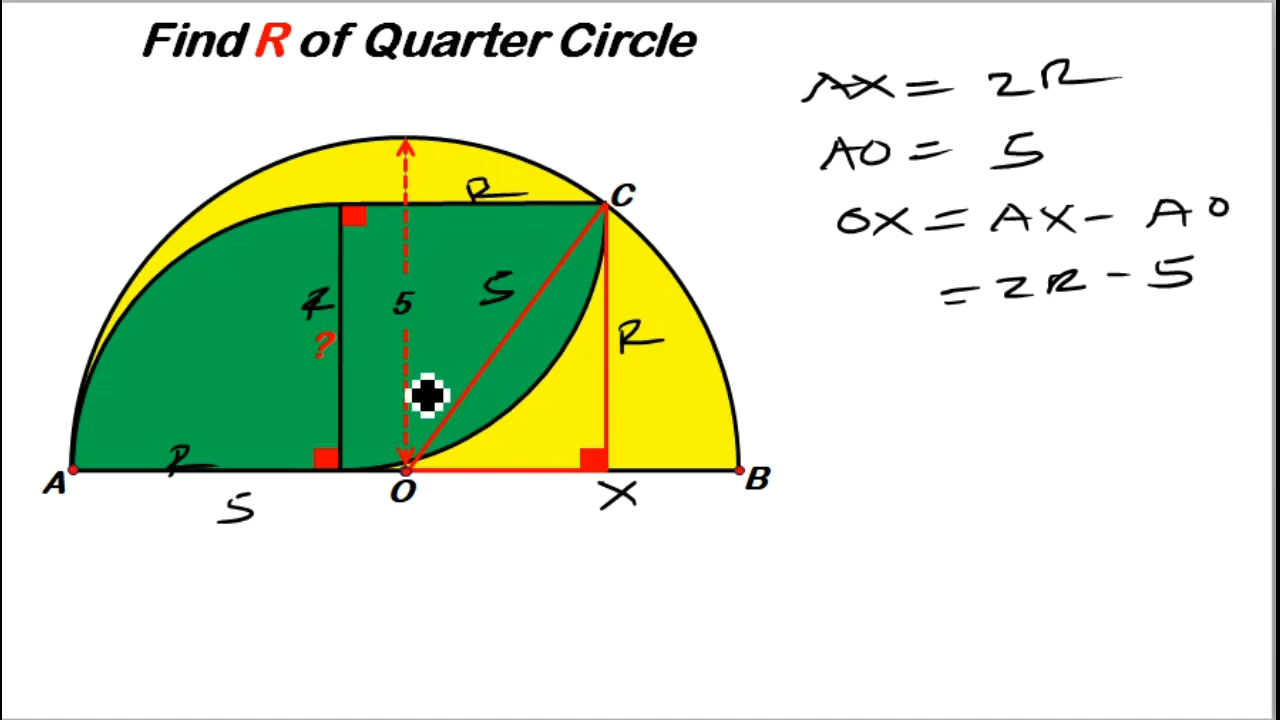 Find R of Quarter Circle
AX = 2R
AO = 5
OX = AX - AO
= 2R - 5
R
C
R
?
5
5
R
R
A
O
B
5
X